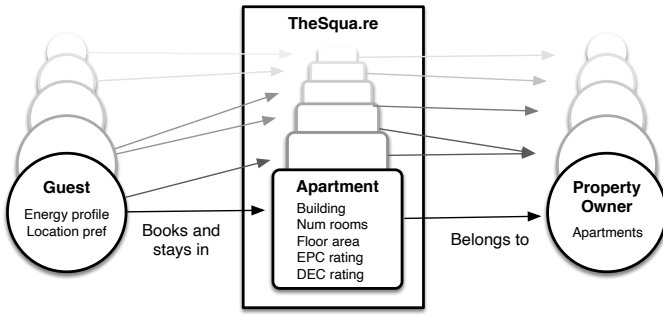 TheSqua.re
Guest
Energy profile
Location pref
Books and
stays in
Apartment
Building
Num rooms
Floor area
EPC rating
DEC rating
Belongs to
Property
Owner
Apartments